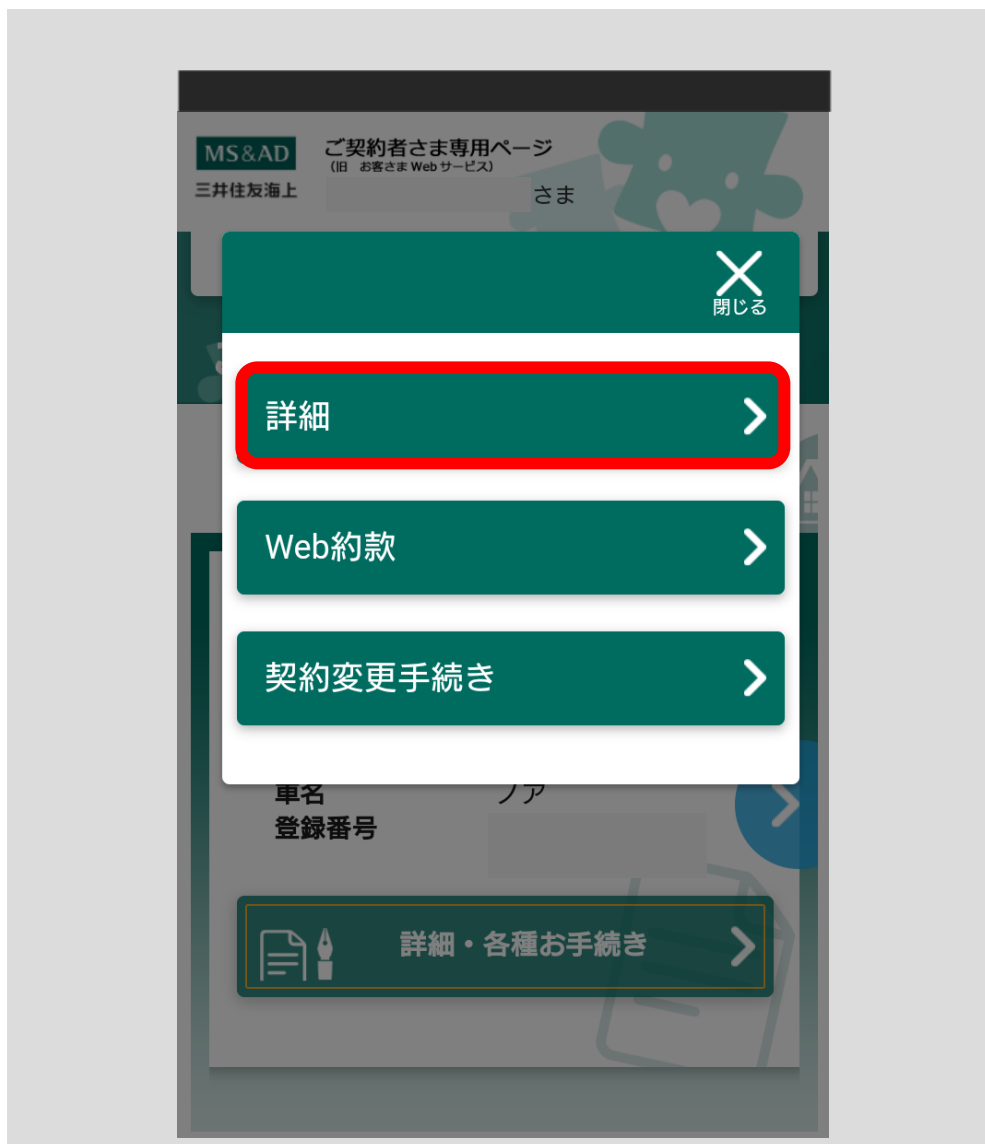 MS&AD
三井住友海上
ご契約者さま専用ページ
(旧 お客さま Web サービス)
さま
閉じる
詳細
Web約款
契約変更手続き
車名 ノア
登録番号
詳細・各種お手続き